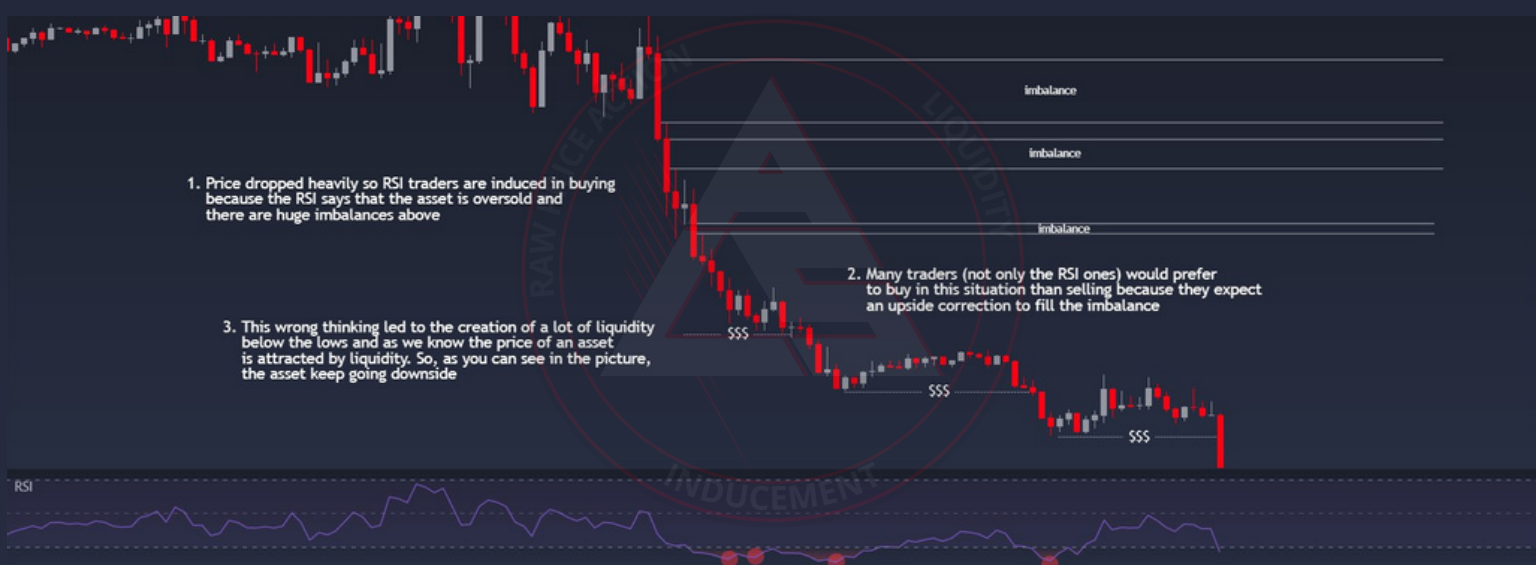 imbalance
imbalance
1. Price dropped heavily so RSI traders are induced in buying
because the RSI says that the asset is oversold and
there are huge imbalances above
imbalance
2. Many traders (not only the RSI ones) would prefer
to buy in this situation than selling because they expect
an upside correction to fill the imbalance
3. This wrong thinking led to the creation of a lot of liquidity
below the lows and as we know the price of an asset
is attracted by liquidity. So, as you can see in the picture,
the asset keep going downside
$$$
$$$
$$$
RSI
RAW PRICE ACTION
LIQUIDITY
INDUCEMENT